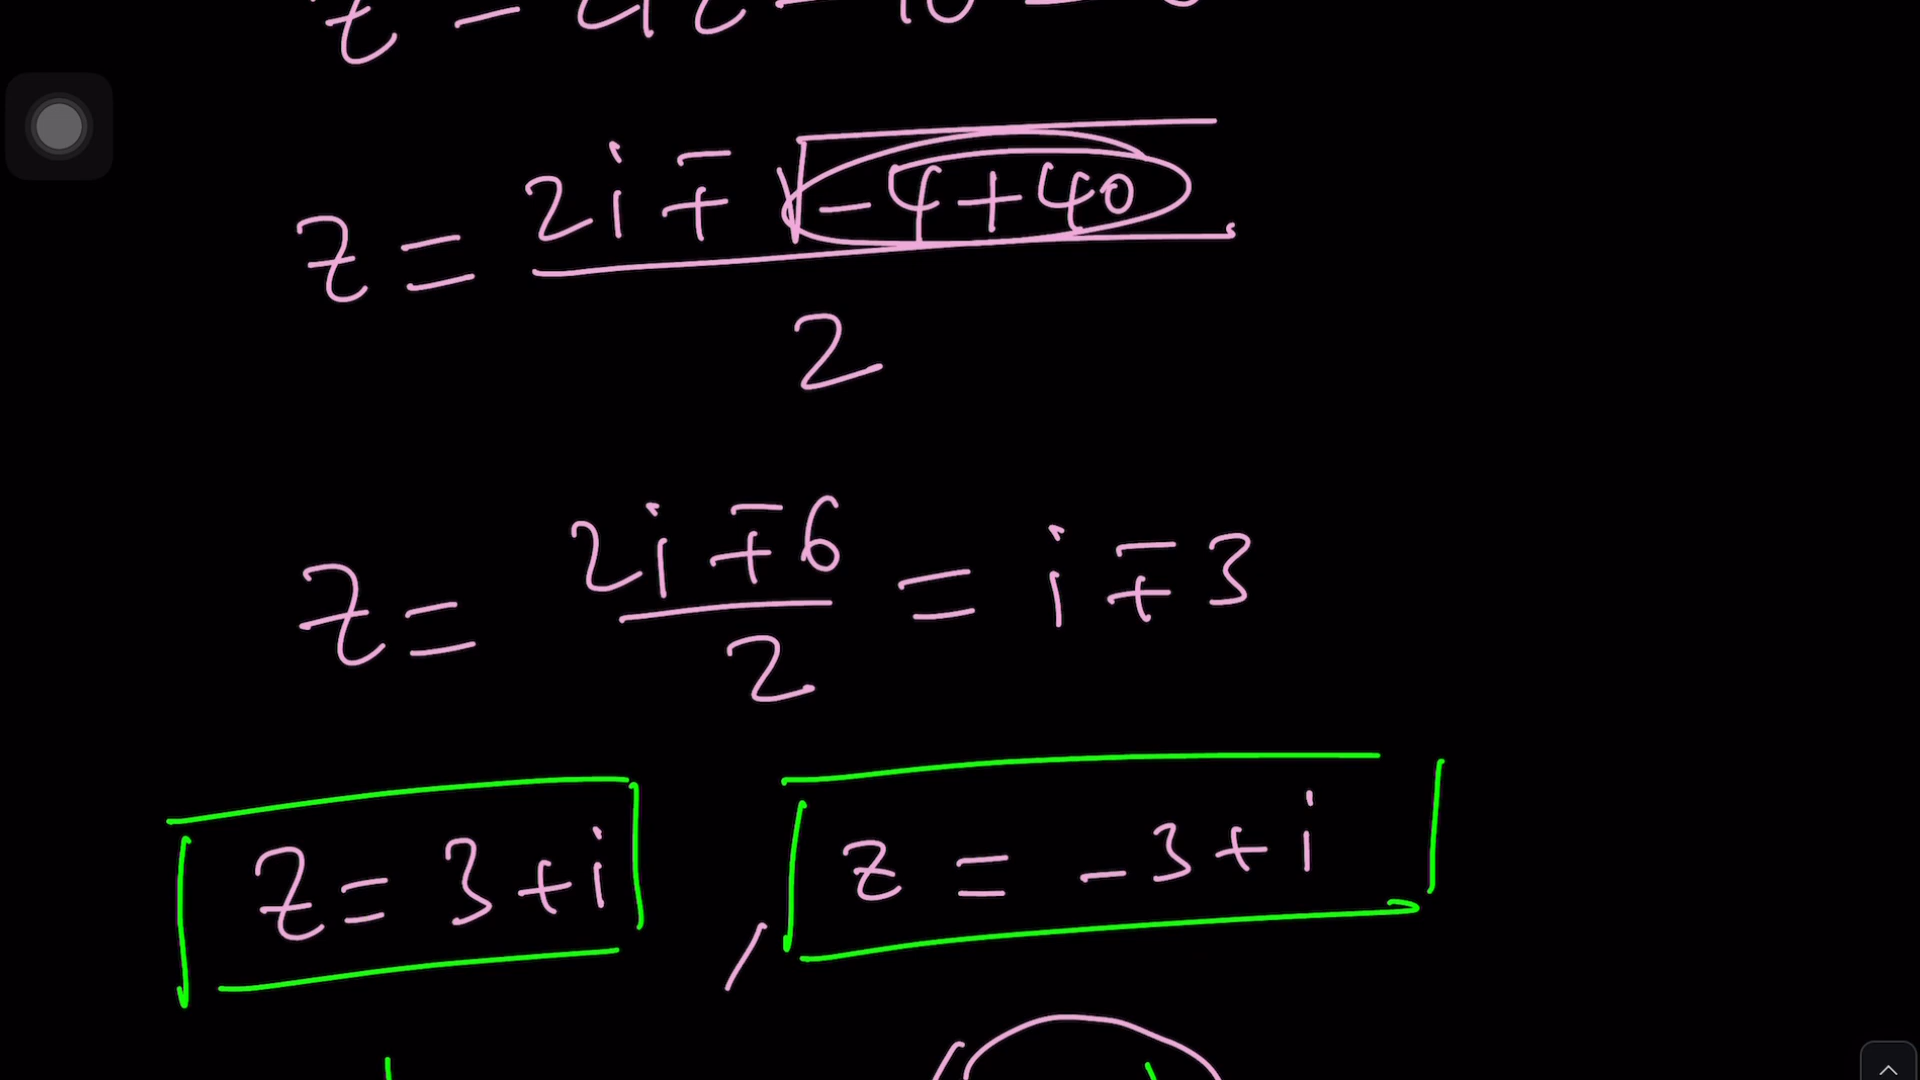 z = 2i ∓ √-4+40 / 2
z = 2i ∓ 6 / 2 = i ∓ 3
z = 3 + i , z = -3 + i